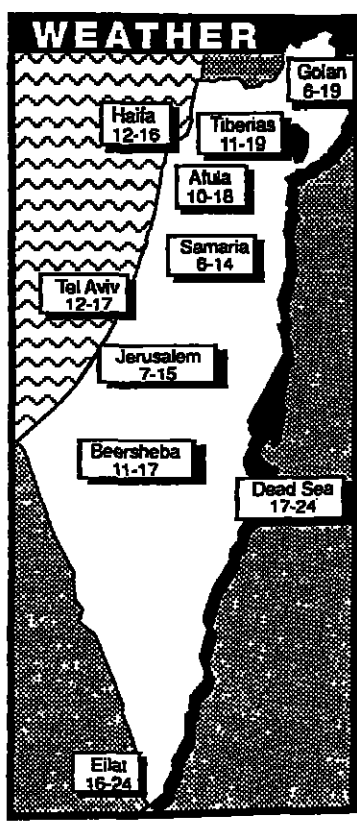 WEATHER
Golan
6-19
Haifa
12-16
Tiberias
11-19
Afula
10-18
Samaria
6-14
Tel Aviv
12-17
Jerusalem
7-15
Beersheba
11-17
Dead Sea
17-24
Eilat
16-24